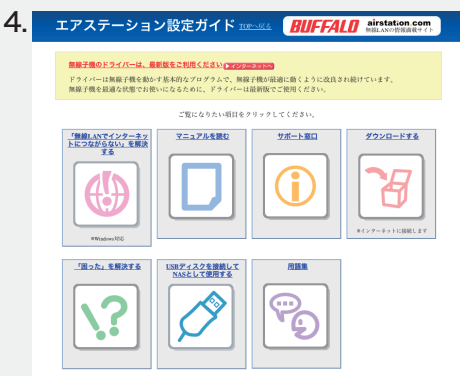 4.
エアステーション設定ガイド TOPへ戻る BUFFALO airstation.com
無線LANの情報満載サイト
無線子機のドライバーは、最新版をご利用ください ▶インターネットへ
ドライバーは無線子機を動かす基本的なプログラムで、無線子機が最適に動くように改良され続けています。
無線子機を最適な状態でお使いになるために、ドライバーは最新版でご使用ください。
ご覧になりたい項目をクリックしてください。
「無線LANでインターネッ
トにつながらない」を解決
する
※Windows対応
マニュアルを読む
サポート窓口
ダウンロードする
※インターネットに接続します
「困った」を解決する
USBディスクを接続して
NASとして使用する
用語集